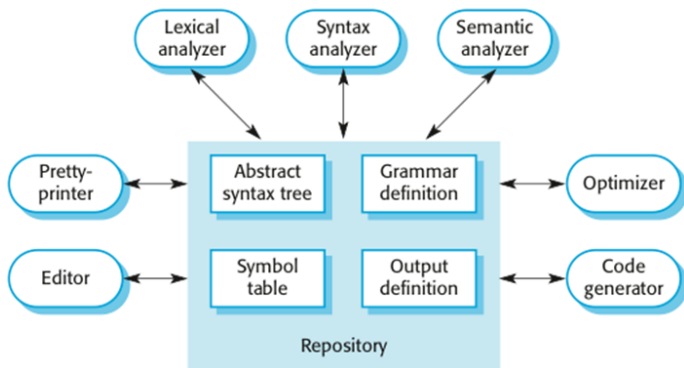 Lexical
analyzer
Syntax
analyzer
Semantic
analyzer
Pretty-
printer
Abstract
syntax tree
Grammar
definition
Optimizer
Editor
Symbol
table
Output
definition
Code
generator
Repository